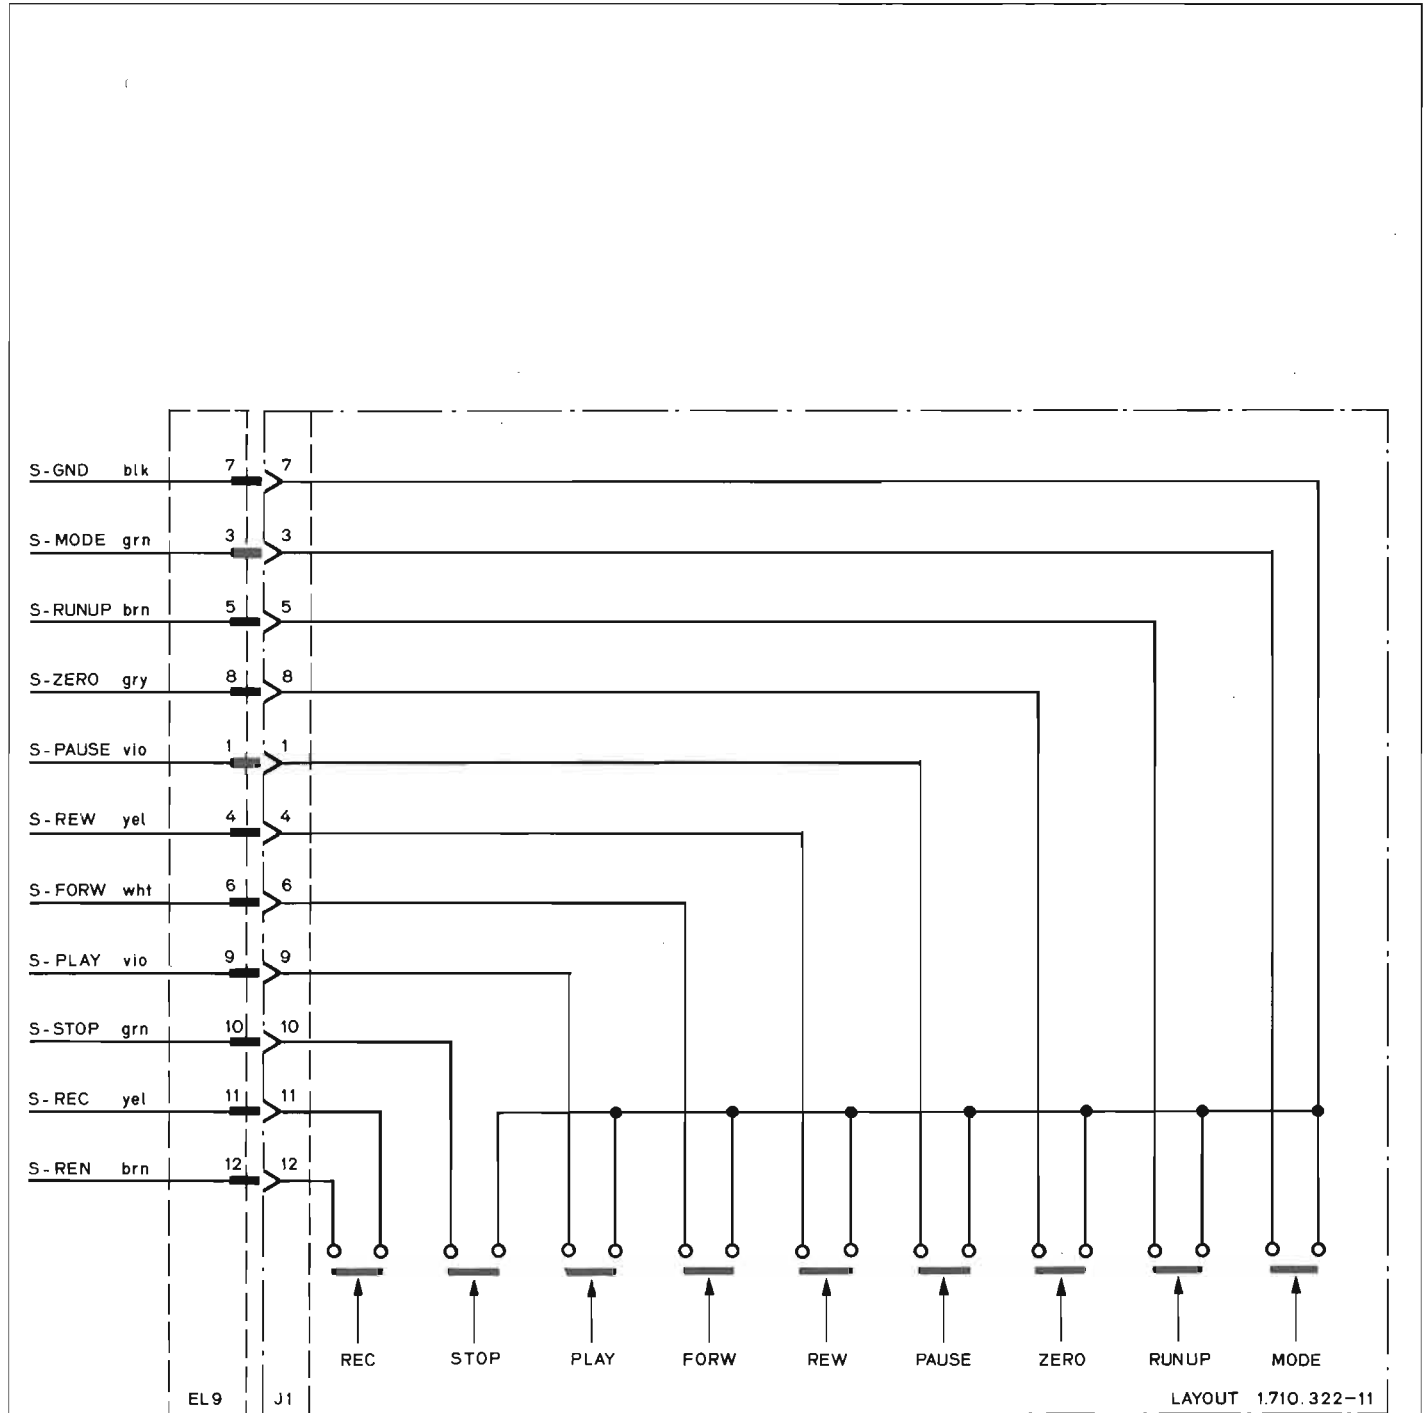 S-GND blk 7 7
S-MODE grn 3 3
S-RUNUP brn 5 5
S-ZERO gry 8 8
S-PAUSE vio 1 1
S-REW yel 4 4
S-FORW wht 6 6
S-PLAY vio 9 9
S-STOP grn 10 10
S-REC yel 11 11
S-REN brn 12 12
REC STOP PLAY FORW REW PAUSE ZERO RUNUP MODE
EL9 J1 LAYOUT 1.710.322-11